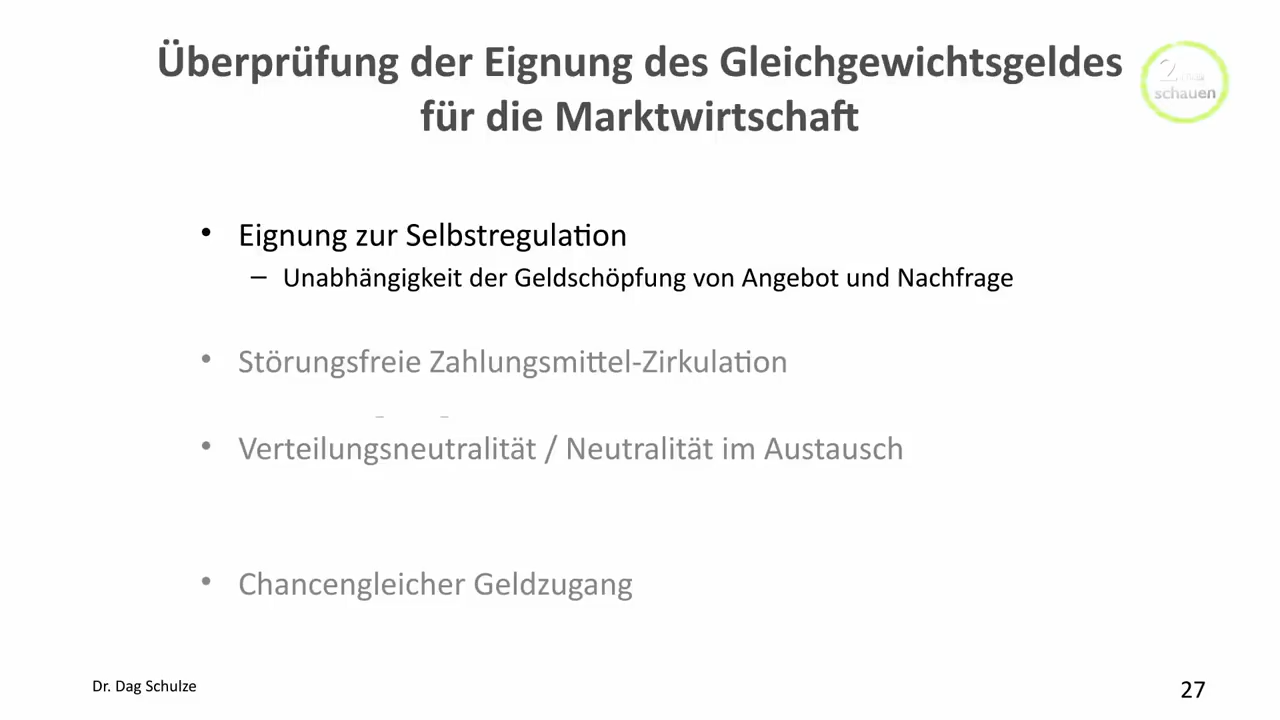 Überprüfung der Eignung des Gleichgewichtsgeldes
für die Marktwirtschaft
2 mal
schauen
• Eignung zur Selbstregulation
– Unabhängigkeit der Geldschöpfung von Angebot und Nachfrage
• Störungsfreie Zahlungsmittel-Zirkulation
• Verteilungsneutralität / Neutralität im Austausch
• Chancengleicher Geldzugang
Dr. Dag Schulze
27